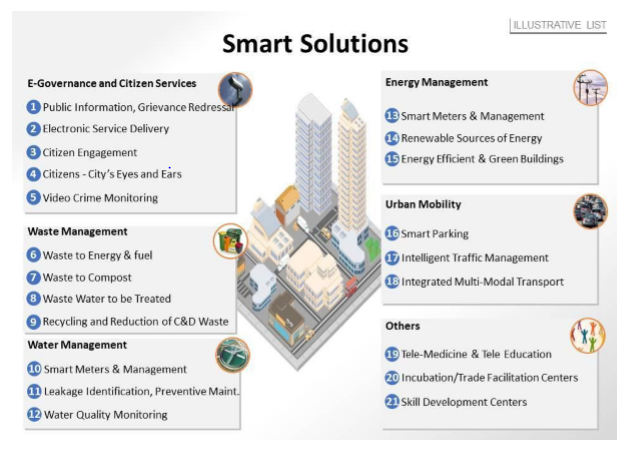 ILLUSTRATIVE LIST
Smart Solutions
E-Governance and Citizen Services
1 Public Information, Grievance Redressal
2 Electronic Service Delivery
3 Citizen Engagement
4 Citizens - City's Eyes and Ears
5 Video Crime Monitoring
Waste Management
6 Waste to Energy & fuel
7 Waste to Compost
8 Waste Water to be Treated
9 Recycling and Reduction of C&D Waste
Water Management
10 Smart Meters & Management
11 Leakage Identification, Preventive Maint.
12 Water Quality Monitoring
Energy Management
13 Smart Meters & Management
14 Renewable Sources of Energy
15 Energy Efficient & Green Buildings
Urban Mobility
16 Smart Parking
17 Intelligent Traffic Management
18 Integrated Multi-Modal Transport
Others
19 Tele-Medicine & Tele Education
20 Incubation/Trade Facilitation Centers
21 Skill Development Centers